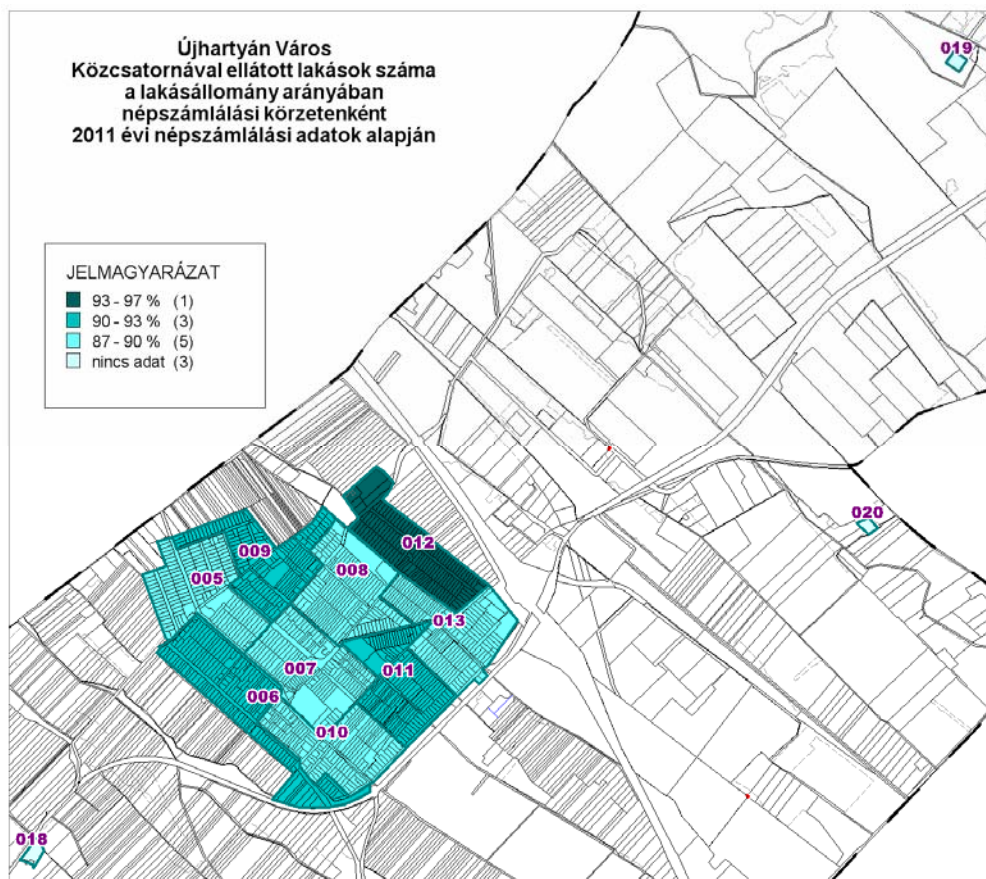 Újhartyán Város
Közcsatornával ellátott lakások száma
a lakásállomány arányában
népszámlálási körzetenként
2011 évi népszámlálási adatok alapján
019
JELMAGYARÁZAT
93 - 97 % (1)
90 - 93 % (3)
87 - 90 % (5)
nincs adat (3)
020
012
009
008
005
013
007
011
006
010
018